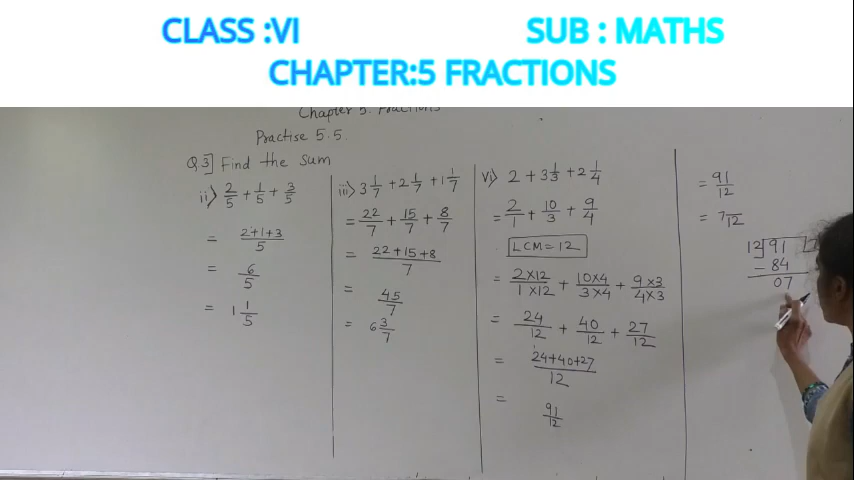 CLASS :VI SUB : MATHS
CHAPTER:5 FRACTIONS
Chapter 5. Fractions
Practise 5.5.
Q3] Find the sum
ii) 2/5 + 1/5 + 3/5
= 2+1+3/5
= 6/5
= 1 1/5
iii) 3 1/7 + 2 1/7 + 1 1/7
= 22/7 + 15/7 + 8/7
= 22+15+8/7
= 45/7
= 6 3/7
vi) 2 + 3 1/3 + 2 1/4
= 2/1 + 10/3 + 9/4
LCM = 12
= 2×12/1×12 + 10×4/3×4 + 9×3/4×3
= 24/12 + 40/12 + 27/12
= 24+40+27/12
= 91/12
= 91/12
= 7 /12
12 91 7
- 84
07